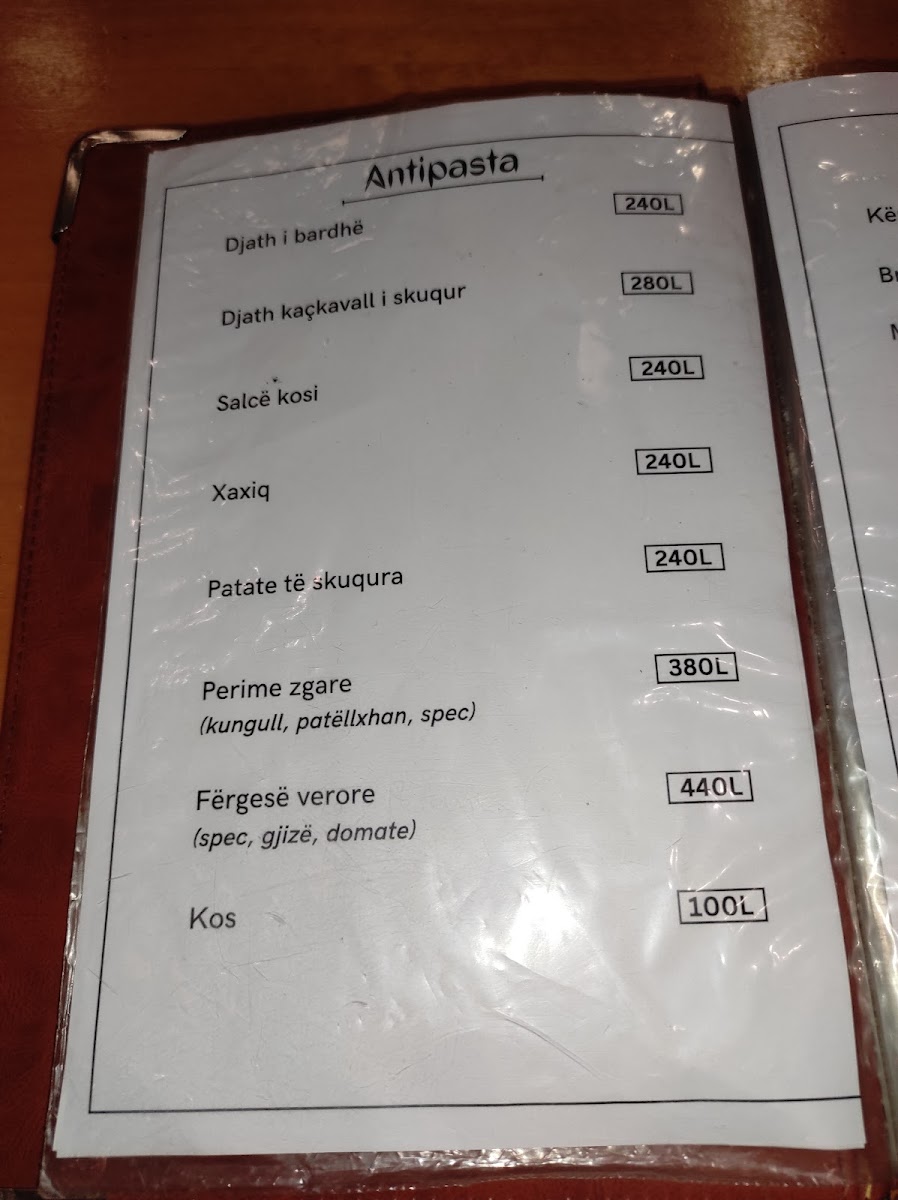 Antipasta
Djath i bardhë 240L
Djath kaçkavall i skuqur 280L
Salcë kosi 240L
Xaxiq 240L
Patate të skuqura 240L
Perime zgare 380L
(kungull, patëllxhan, spec)
Fërgesë verore 440L
(spec, gjizë, domate)
Kos 100L